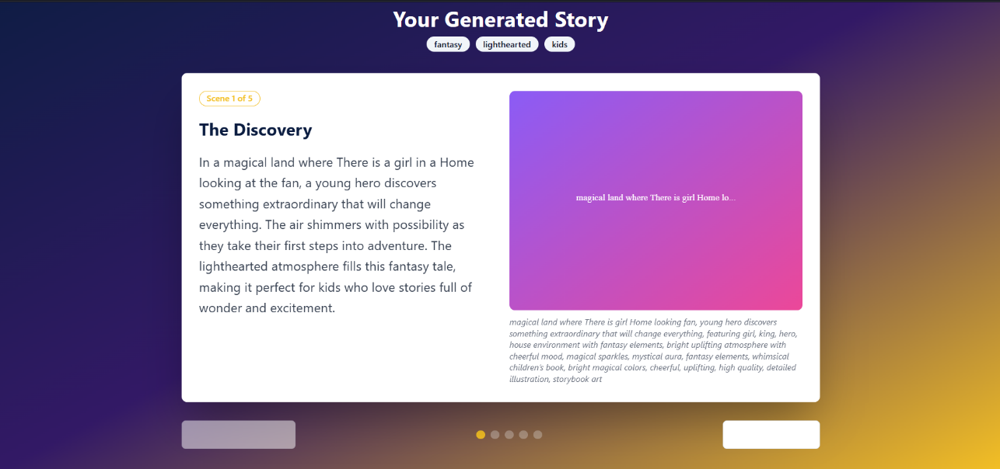 Your Generated Story
fantasy
lighthearted
kids
Scene 1 of 5
The Discovery
In a magical land where There is a girl in a Home
looking at the fan, a young hero discovers
something extraordinary that will change
everything. The air shimmers with possibility as
they take their first steps into adventure. The
lighthearted atmosphere fills this fantasy tale,
making it perfect for kids who love stories full of
wonder and excitement.
magical land where There is girl Home lo...
magical land where There is girl Home looking fan, young hero discovers
something extraordinary that will change everything, featuring girl, king, hero,
house environment with fantasy elements, bright uplifting atmosphere with
cheerful mood, magical sparkles, mystical aura, fantasy elements, whimsical
children's book, bright magical colors, cheerful, uplifting, high quality, detailed
illustration, storybook art